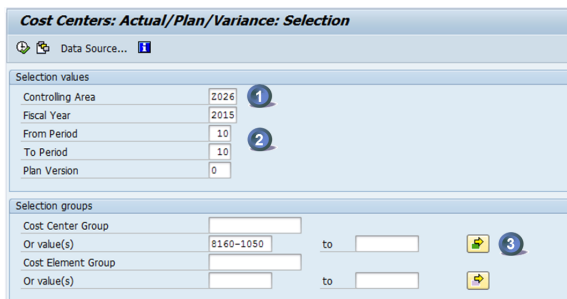 Cost Centers: Actual/Plan/Variance: Selection
Data Source...
Selection values
Controlling Area Z026 1
Fiscal Year 2015
From Period 10
2
To Period 10
Plan Version 0
Selection groups
Cost Center Group
Or value(s) 8160-1050 to 3
Cost Element Group
Or value(s) to